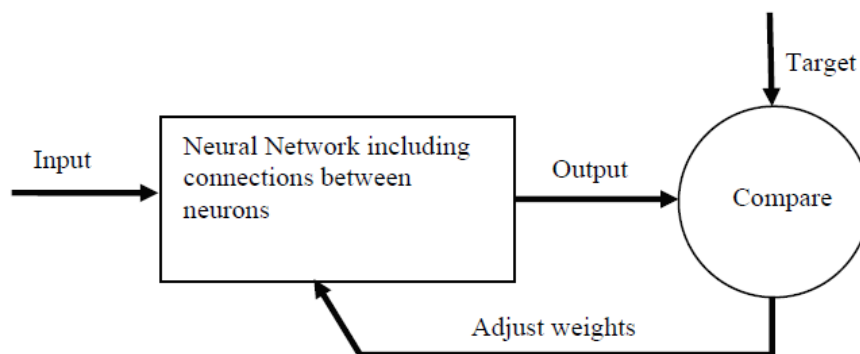 Target
Input
Neural Network including
connections between
neurons
Output
Compare
Adjust weights